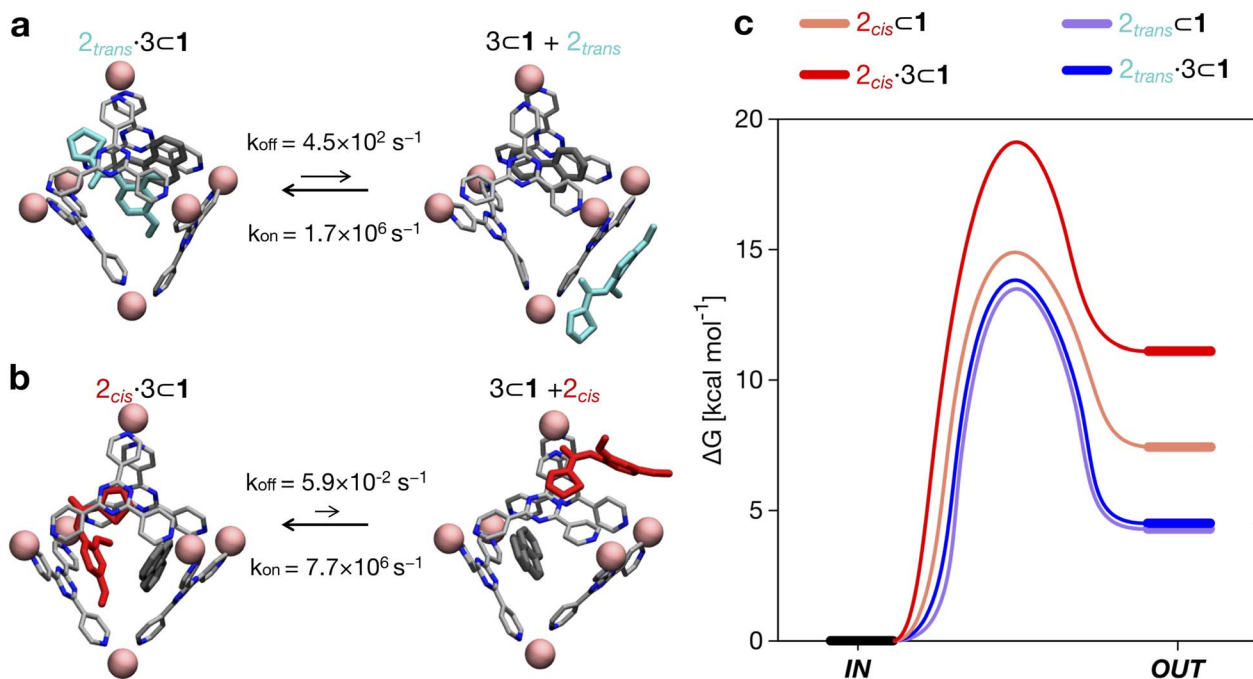 a
2trans·3⊂1
3⊂1 + 2trans
koff = 4.5×10² s⁻¹
kon = 1.7×10⁶ s⁻¹
b
2cis·3⊂1
3⊂1 +2cis
koff = 5.9×10⁻² s⁻¹
kon = 7.7×10⁶ s⁻¹
c
2cis⊂1
2trans⊂1
2cis·3⊂1
2trans·3⊂1
ΔG [kcal mol⁻¹]
20
15
10
5
0
IN
OUT